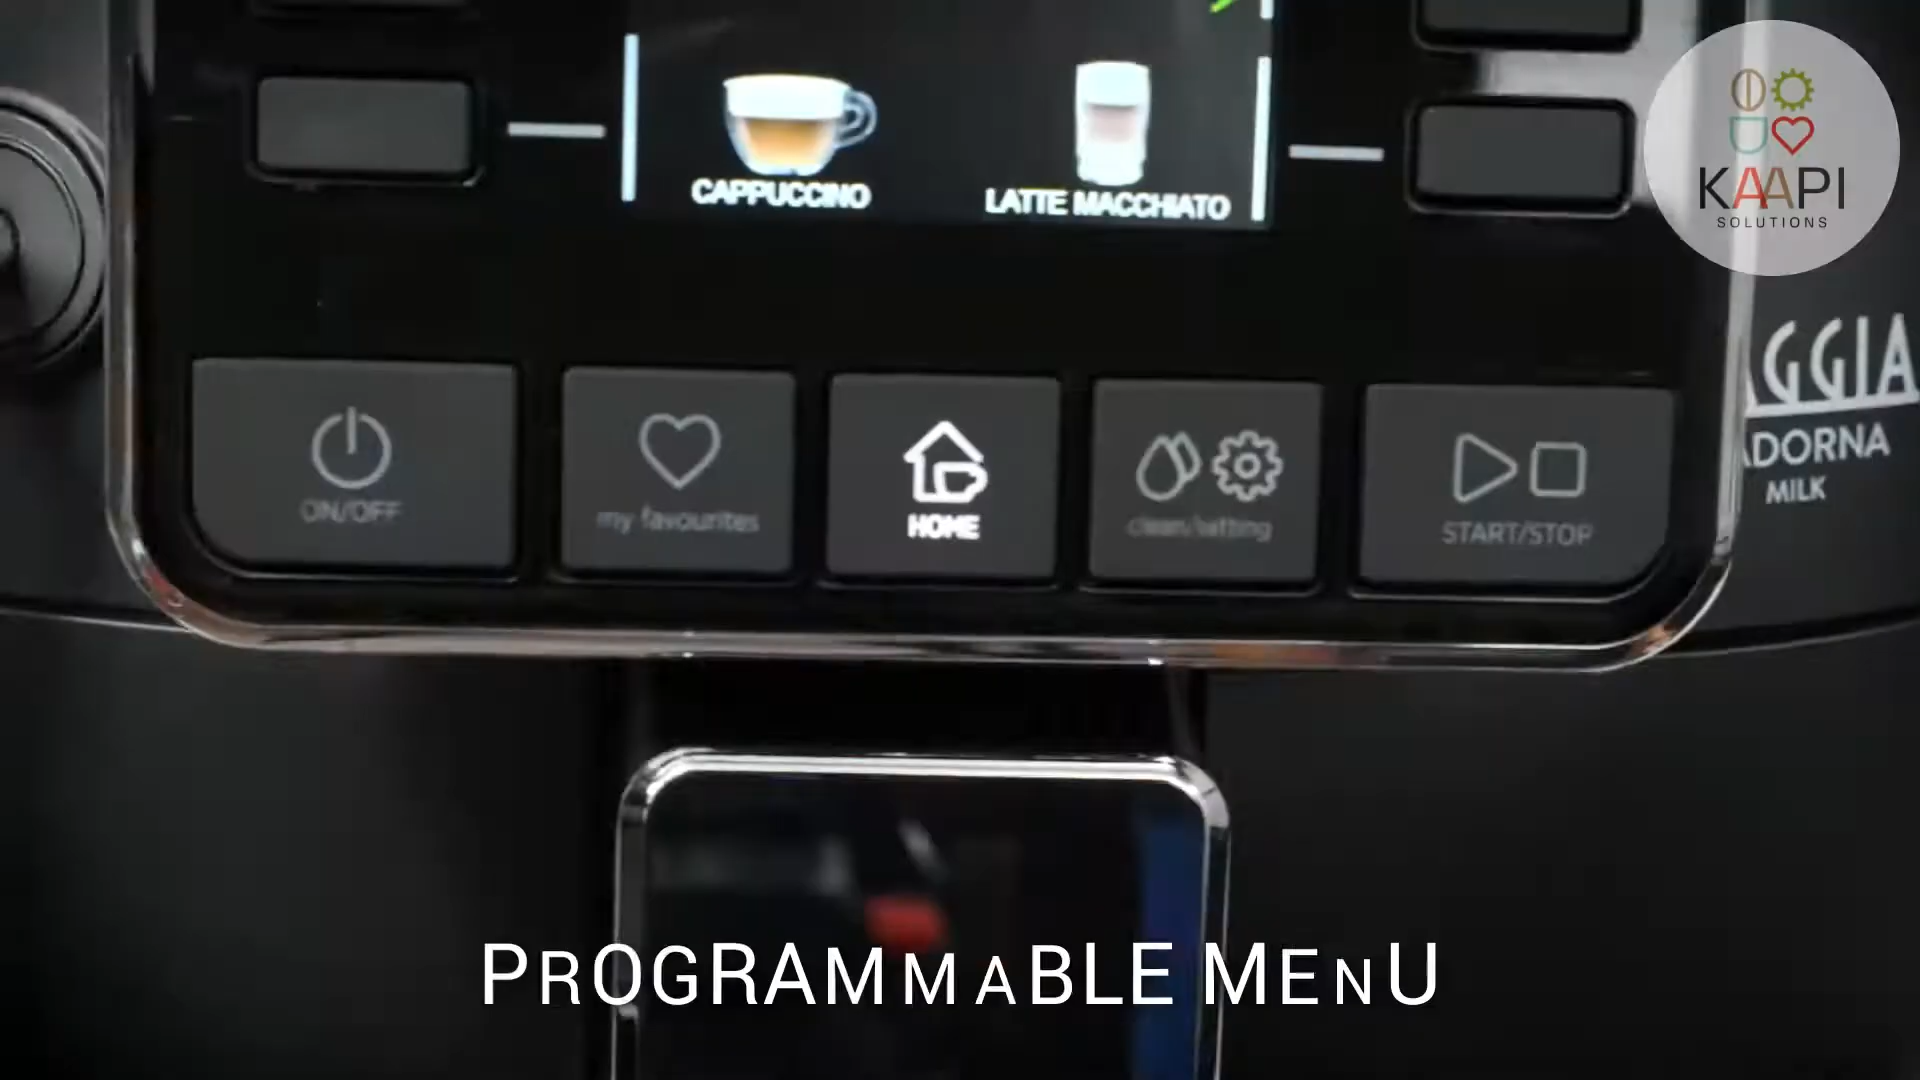 CAPPUCCINO
LATTE MACCHIATO
KAAPI
SOLUTIONS
AGGIA
ADORNA
MILK
ON/OFF
my favourites
HOME
clean/setting
START/STOP
PROGRAMMABLE MENU